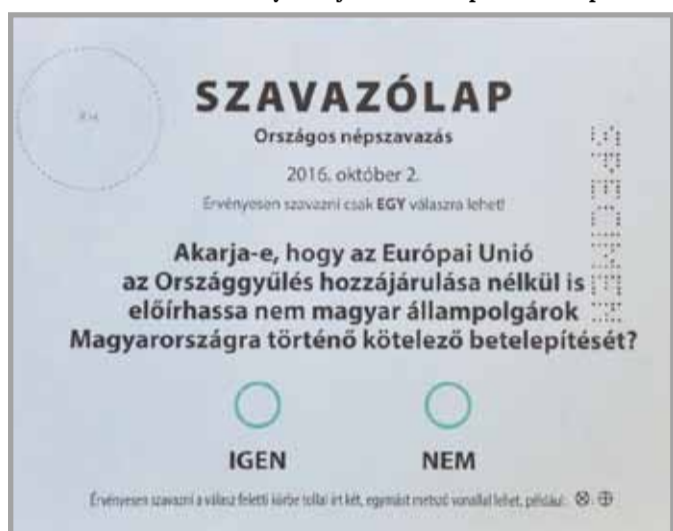 SZAVAZÓLAP
Országos népszavazás
2016. október 2.
Érvényesen szavazni csak EGY válaszra lehet!
Akarja-e, hogy az Európai Unió
az Országgyűlés hozzájárulása nélkül is
előírhassa nem magyar állampolgárok
Magyarországra történő kötelező betelepítését?
IGEN
NEM
Érvényesen szavazni a válasz feletti körbe tollal írt két, egymást metsző vonallal lehet, például: